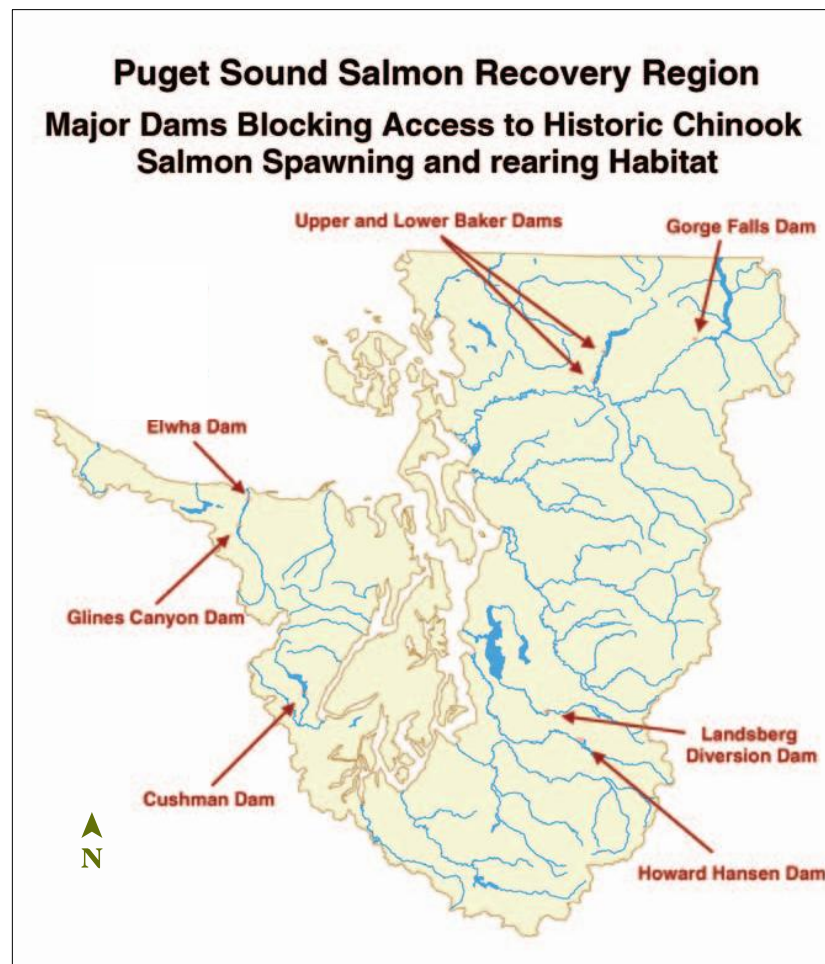 Puget Sound Salmon Recovery Region
Major Dams Blocking Access to Historic Chinook
Salmon Spawning and rearing Habitat
Upper and Lower Baker Dams
Gorge Falls Dam
Elwha Dam
Glines Canyon Dam
Landsberg
Diversion Dam
Cushman Dam
N
Howard Hansen Dam